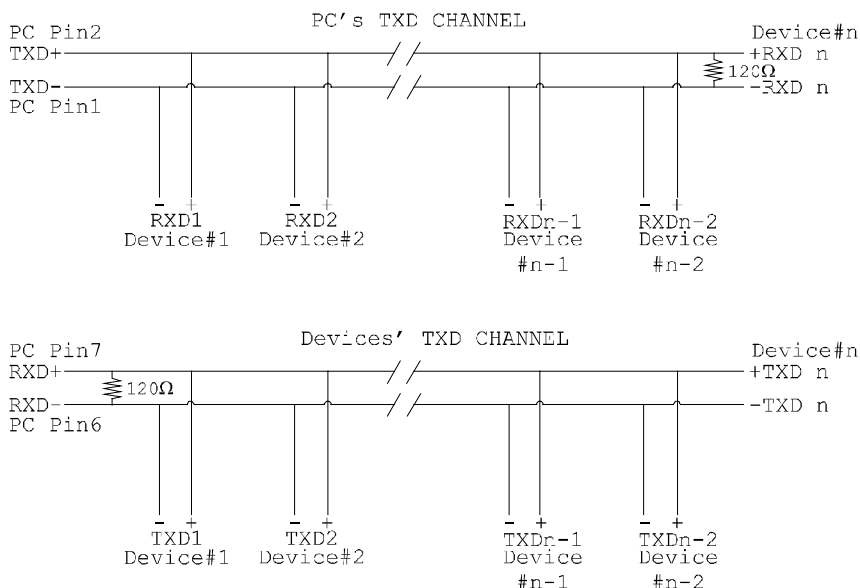 PC's TXD CHANNEL
PC Pin2
Device#n
TXD+
+RXD n
120Ω
TXD-
-RXD n
PC Pin1
- +
- +
- +
- +
RXD1
RXD2
RXDn-1
RXDn-2
Device#1
Device#2
Device
Device
#n-1
#n-2
Devices' TXD CHANNEL
PC Pin7
Device#n
RXD+
+TXD n
120Ω
RXD-
-TXD n
PC Pin6
- +
- +
- +
- +
TXD1
TXD2
TXDn-1
TXDn-2
Device#1
Device#2
Device
Device
#n-1
#n-2